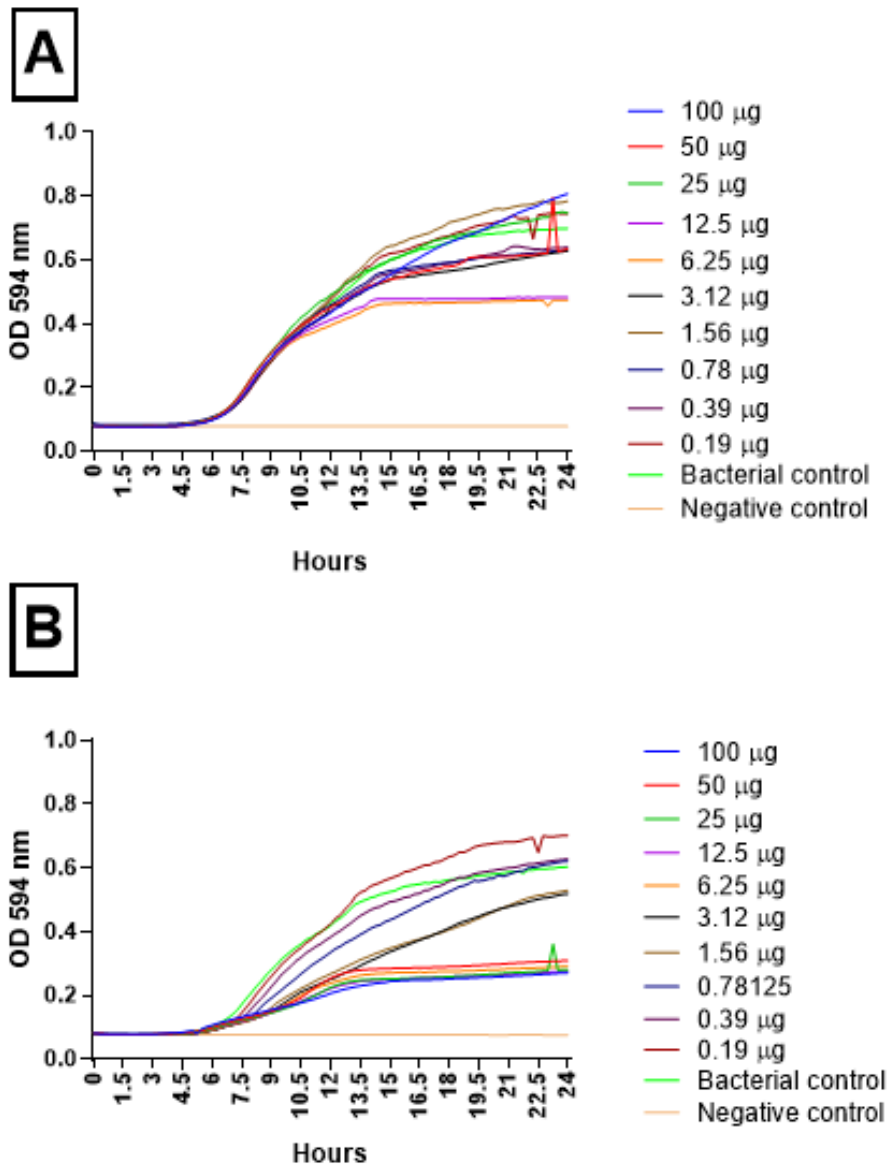 A
1.0
0.8
0.6
0.4
0.2
0.0
OD 594 nm
0 1.5 3 4.5 6 7.5 9 10.5 12 13.5 15 16.5 18 19.5 21 22.5 24
Hours
100 μg
50 μg
25 μg
12.5 μg
6.25 μg
3.12 μg
1.56 μg
0.78 μg
0.39 μg
0.19 μg
Bacterial control
Negative control
B
1.0
0.8
0.6
0.4
0.2
0.0
OD 594 nm
0 1.5 3 4.5 6 7.5 9 10.5 12 13.5 15 16.5 18 19.5 21 22.5 24
Hours
100 μg
50 μg
25 μg
12.5 μg
6.25 μg
3.12 μg
1.56 μg
0.78125
0.39 μg
0.19 μg
Bacterial control
Negative control